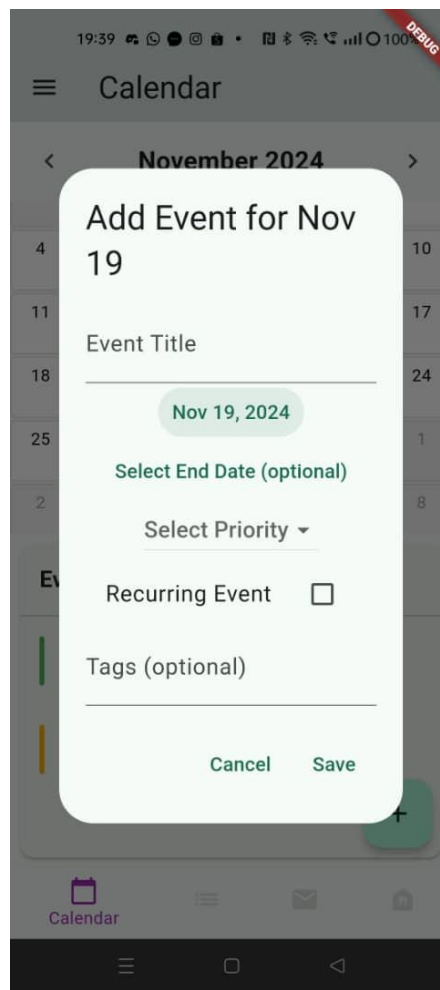 19:39
100%
DEBUG
Calendar
November 2024
4
10
11
17
18
24
25
1
2
8
Add Event for Nov
19
Event Title
Nov 19, 2024
Select End Date (optional)
Select Priority
Recurring Event
Tags (optional)
Cancel
Save
+
Calendar